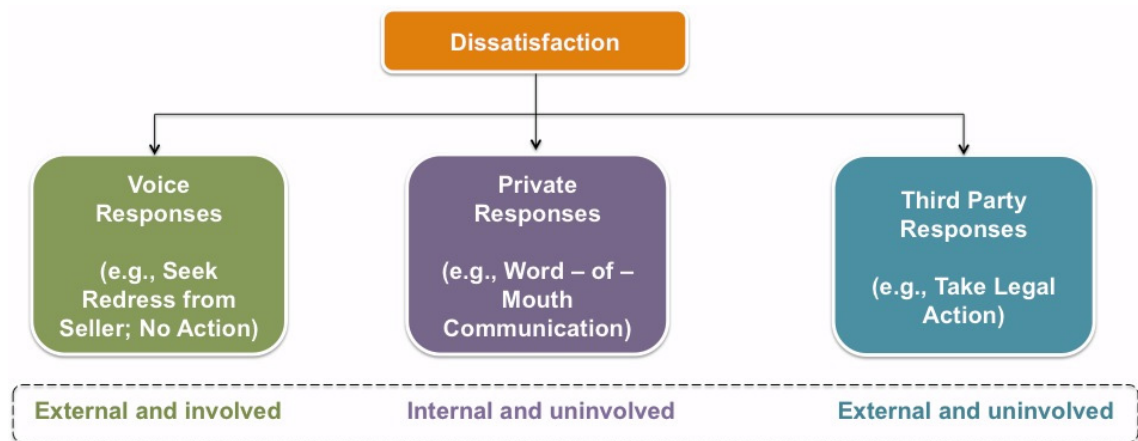 Dissatisfaction
Voice
Responses
(e.g., Seek
Redress from
Seller; No Action)
Private
Responses
(e.g., Word – of –
Mouth
Communication)
Third Party
Responses
(e.g., Take Legal
Action)
External and involved
Internal and uninvolved
External and uninvolved